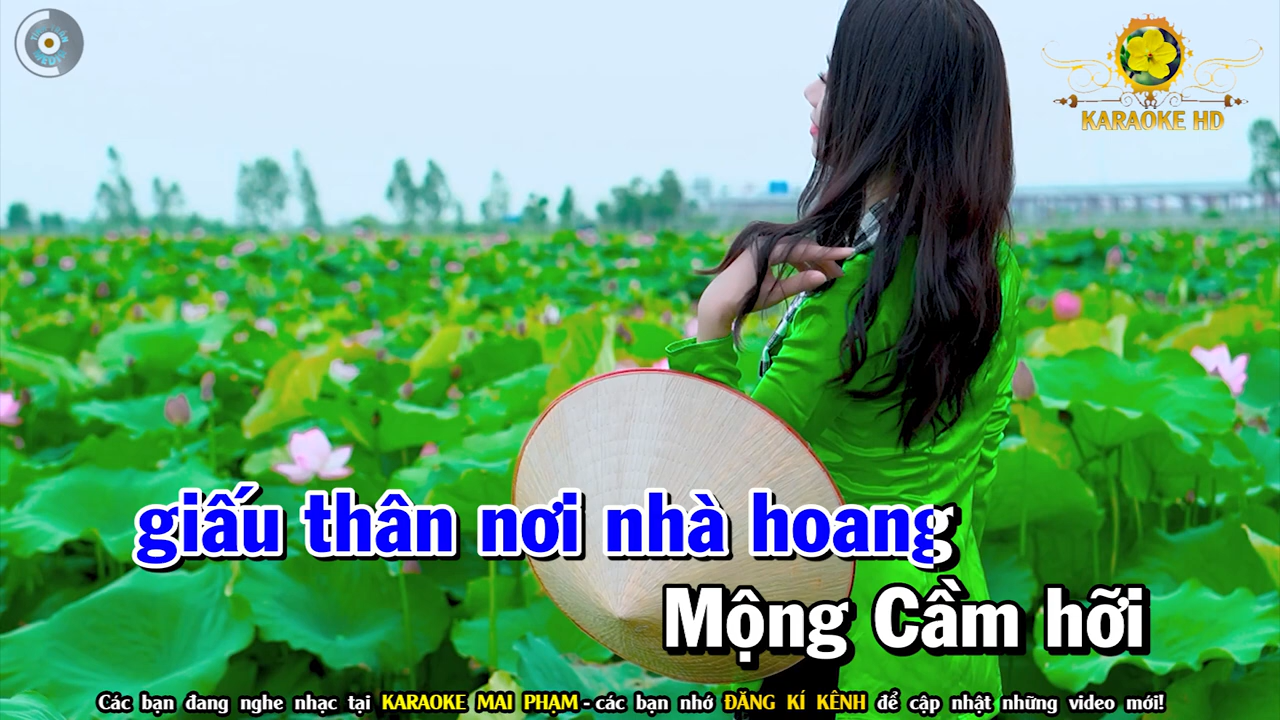 KARAOKE HD
giấu thân nơi nhà hoang
Mộng Cầm hỡi
Các bạn đang nghe nhạc tại KARAOKE MAI PHẠM - các bạn nhớ ĐĂNG KÍ KÊNH để cập nhật những video mới!